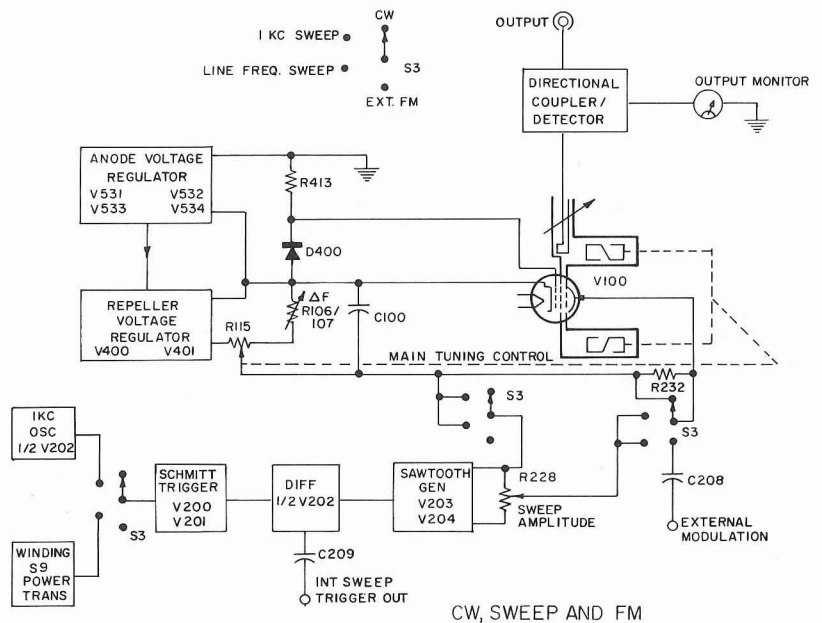 CW
1 KC SWEEP
LINE FREQ. SWEEP
S3
EXT. FM
OUTPUT
DIRECTIONAL
COUPLER/
DETECTOR
OUTPUT MONITOR
ANODE VOLTAGE
REGULATOR
V531 V532
V533 V534
R413
D400
REPELLER
VOLTAGE
REGULATOR
V400 V401
R115
ΔF
R106/
107
C100
V100
MAIN TUNING CONTROL
R232
S3
S3
1KC
OSC
1/2 V202
WINDING
S9
POWER
TRANS
S3
SCHMITT
TRIGGER
V200
V201
DIFF
1/2 V202
C209
INT SWEEP
TRIGGER OUT
SAWTOOTH
GEN
V203
V204
R228
SWEEP
AMPLITUDE
C208
EXTERNAL
MODULATION
CW, SWEEP AND FM